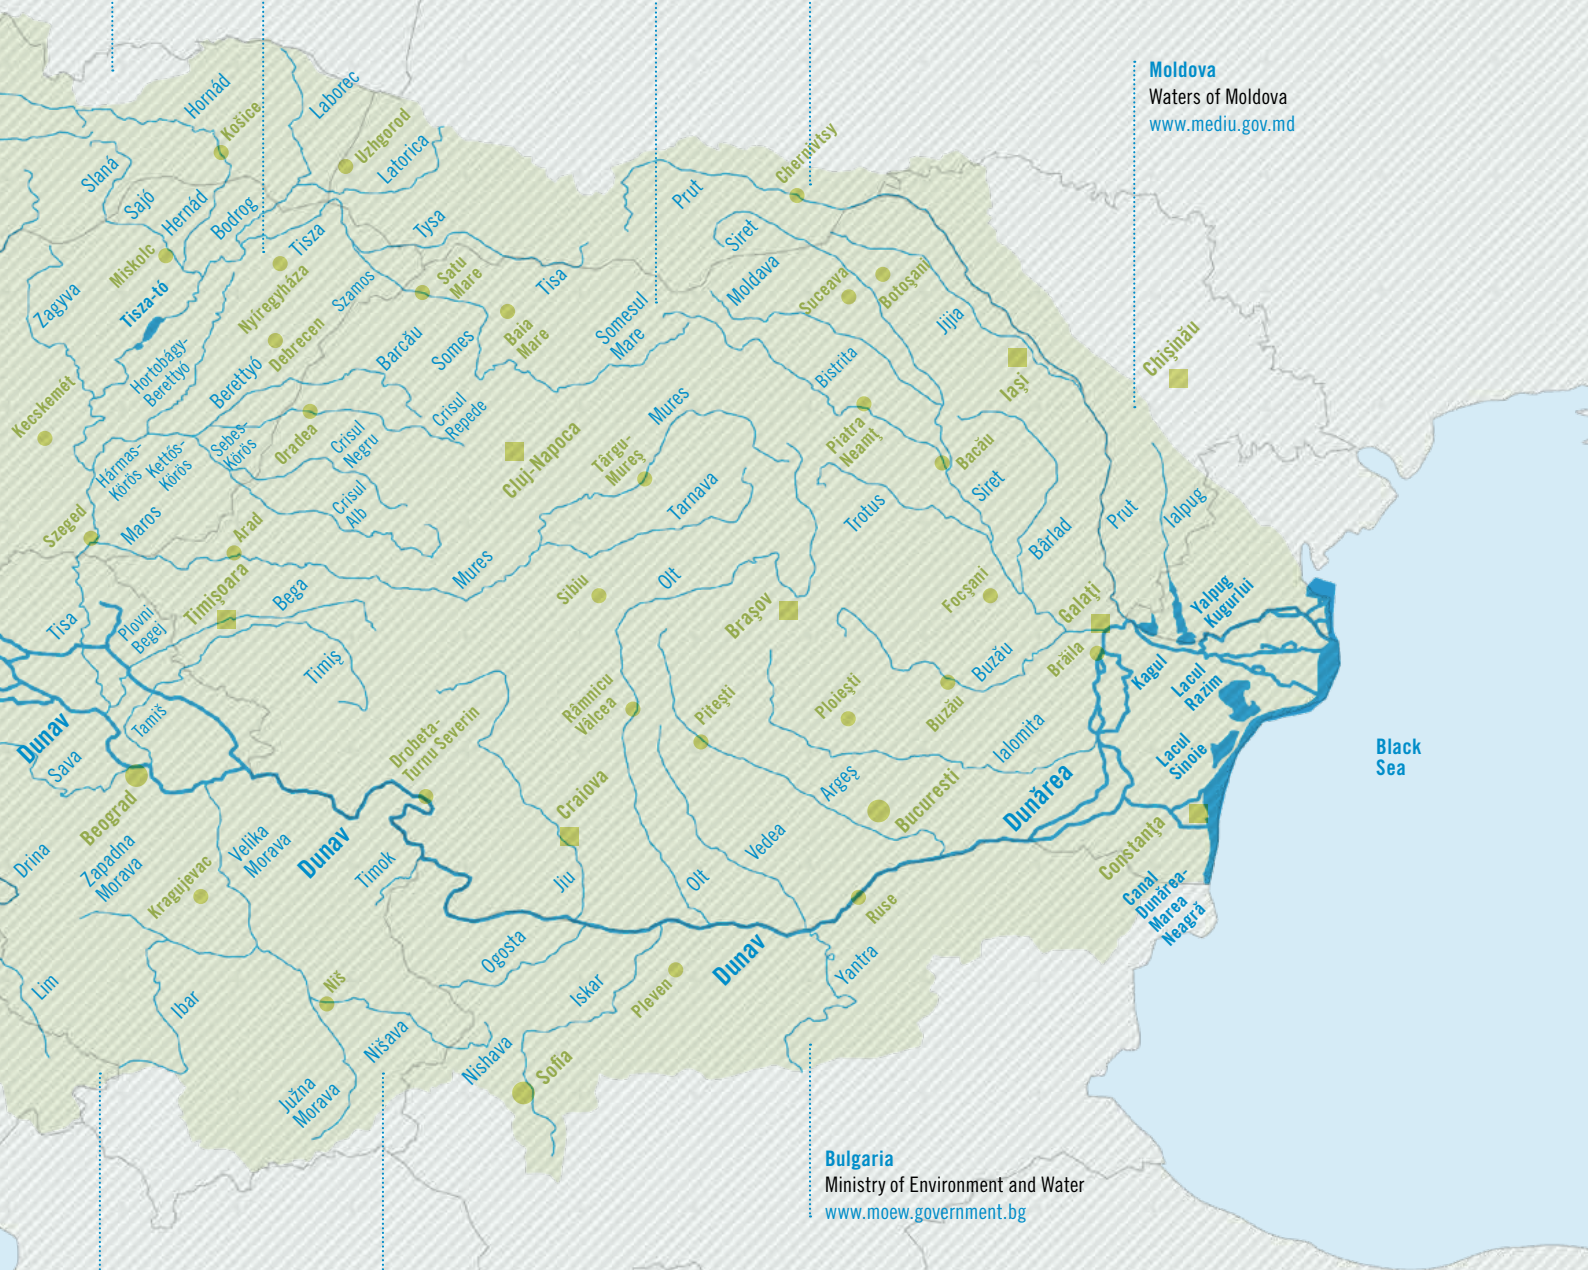 Moldova
Waters of Moldova
www.mediu.gov.md
Hornád
Košice
Laborec
Uzhgorod
Latorica
Slaná
Sajó
Hernád
Bodrog
Miskolc
Tisza
Tysa
Nyíregyháza
Tisza-tó
Zagyva
Debrecen
Szamos
Satu
Mare
Baia
Mare
Tisa
Somesul
Mare
Prut
Chernivtsy
Siret
Moldava
Suceava
Botoşani
Jijia
Iaşi
Chişinău
Hortobágy-
Berettyo
Berettyó
Barcău
Somes
Bistrita
Kecskemét
Hármas-
Körös
Kettős-
Körös
Sebes-
Körös
Oradea
Crisul
Negru
Crisul
Repede
Crisul
Alb
Cluj-Napoca
Mures
Târgu-
Mureş
Tarnava
Piatra
Neamţ
Bacău
Siret
Trotus
Bârlad
Prut
Ialpug
Szeged
Maros
Arad
Mures
Timişoara
Bega
Sibiu
Olt
Braşov
Focşani
Galaţi
Yalpug
Kugurlui
Tisa
Plovni
Begej
Timiş
Brăila
Kagul
Lacul
Razim
Buzău
Buzău
Ploieşti
Piteşti
Râmnicu
Vâlcea
Drobeta-
Turnu Severin
Ialomita
Lacul
Sinoie
Black
Sea
Dunav
Sava
Tamiš
Beograd
Craiova
Argeş
Bucuresti
Dunărea
Constanţa
Canal
Dunărea-
Marea
Neagră
Drina
Zapadna
Morava
Kragujevac
Velika
Morava
Dunav
Timok
Jiu
Olt
Vedea
Ruse
Dunav
Yantra
Ogosta
Iskar
Pleven
Lim
Ibar
Niš
Nišava
Nishava
Sofia
Južna
Morava
Bulgaria
Ministry of Environment and Water
www.moew.government.bg